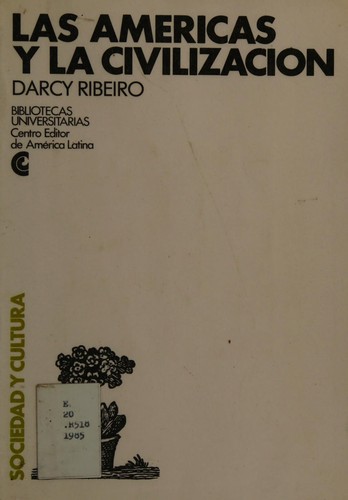 LAS AMERICAS
Y LA CIVILIZACION
DARCY RIBEIRO
BIBLIOTECAS
UNIVERSITARIAS
Centro Editor
de América Latina
SOCIEDAD Y CULTURA
E
20
.R518
1985